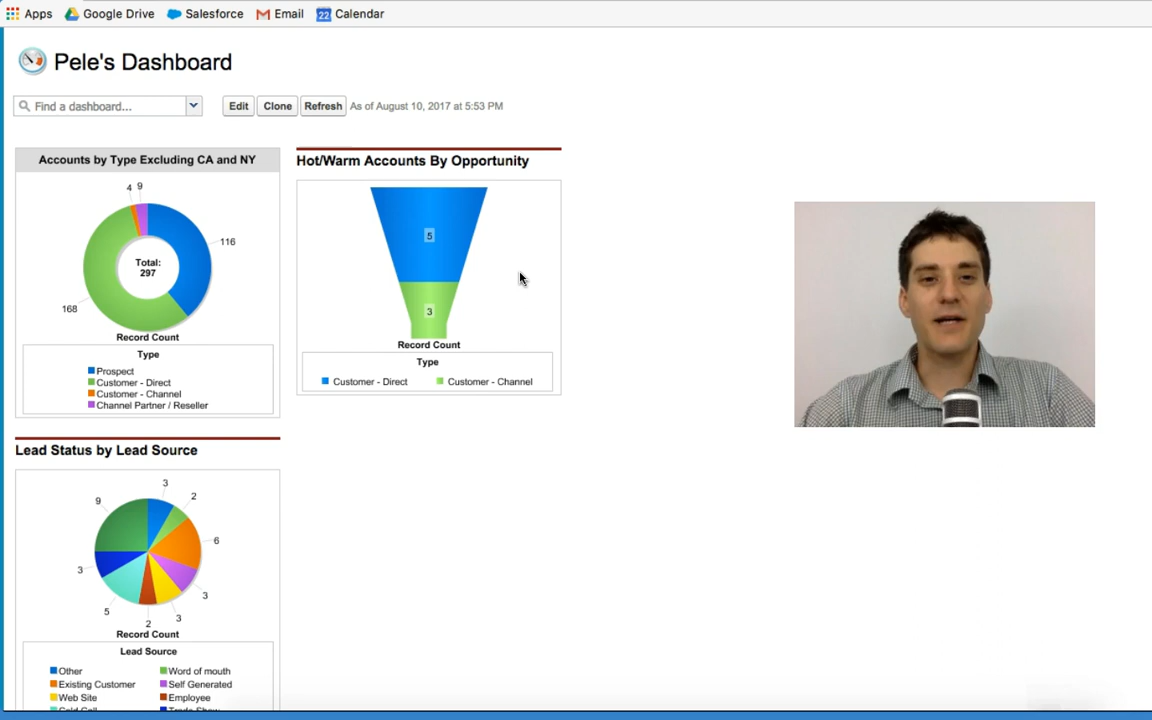 Apps Google Drive Salesforce Email 22 Calendar
Pele's Dashboard
Find a dashboard... Edit Clone Refresh As of August 10, 2017 at 5:53 PM
Accounts by Type Excluding CA and NY
4 9
116
Total:
297
168
Record Count
Type
Prospect
Customer - Direct
Customer - Channel
Channel Partner / Reseller
Hot/Warm Accounts By Opportunity
5
3
Record Count
Type
Customer - Direct Customer - Channel
Lead Status by Lead Source
3
9 2
6
3
3
5
3
2
Record Count
Lead Source
Other Word of mouth
Existing Customer Self Generated
Web Site Employee
Cold Call Trade Show